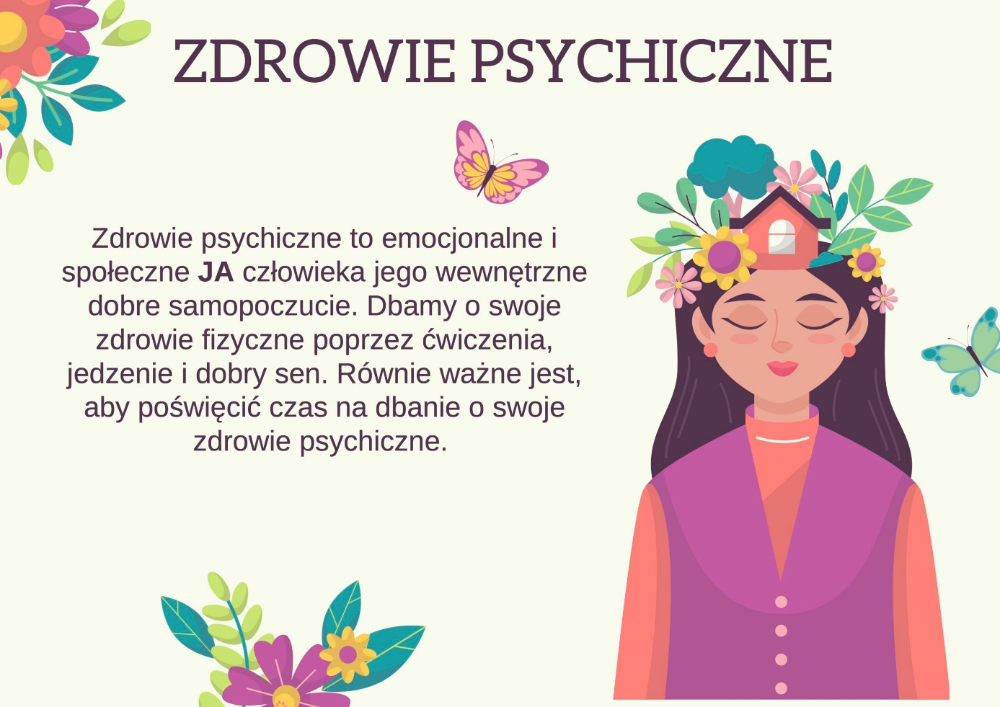 ZDROWIE PSYCHICZNE
Zdrowie psychiczne to emocjonalne i
społeczne JA człowieka jego wewnętrzne
dobre samopoczucie. Dbamy o swoje
zdrowie fizyczne poprzez ćwiczenia,
jedzenie i dobry sen. Równie ważne jest,
aby poświęcić czas na dbanie o swoje
zdrowie psychiczne.